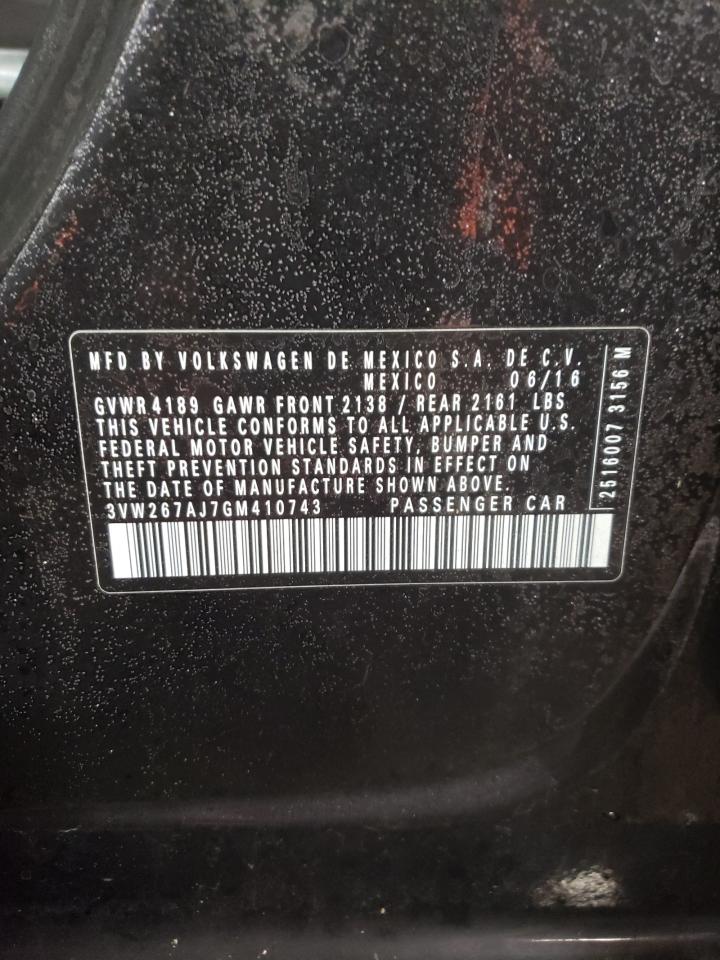 MFD BY VOLKSWAGEN DE MEXICO S.A. DE C.V.
MEXICO 06/16
GVWR 4189 GAWR FRONT 2138 / REAR 2161 LBS
THIS VEHICLE CONFORMS TO ALL APPLICABLE U.S.
FEDERAL MOTOR VEHICLE SAFETY, BUMPER AND
THEFT PREVENTION STANDARDS IN EFFECT ON
THE DATE OF MANUFACTURE SHOWN ABOVE.
3VW267AJ7GM410743 PASSENGER CAR
2516007 3156 M